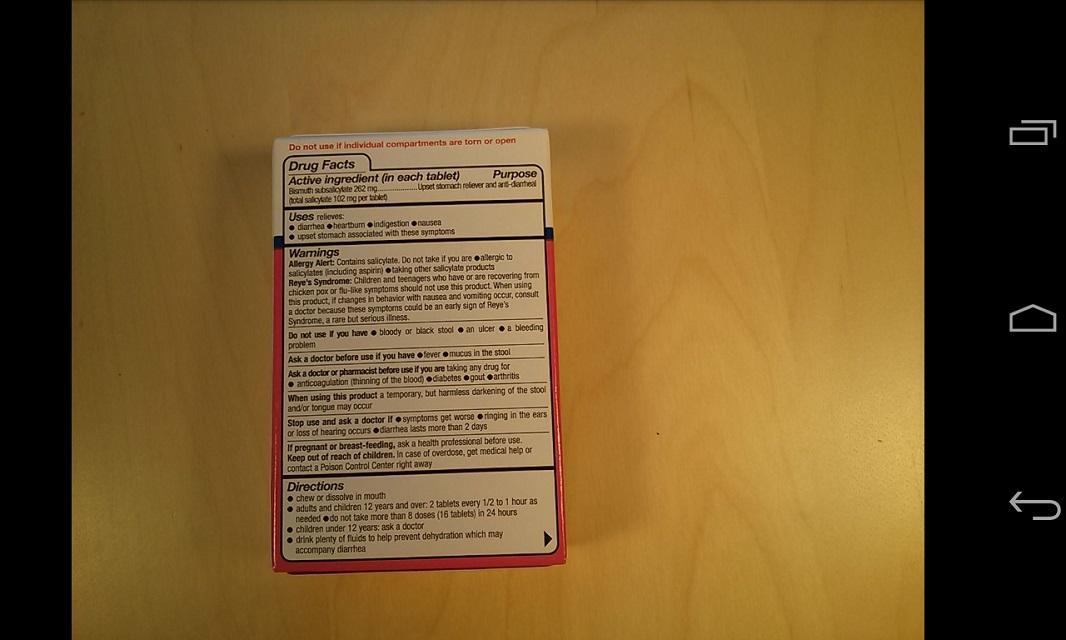 Do not use if individual compartments are torn or open
Drug Facts
Active ingredient (in each tablet) Purpose
Bismuth subsalicylate 262 mg....................Upset stomach reliever and anti-diarrheal
(total salicylate 102 mg per tablet)
Uses relieves:
● diarrhea ●heartburn ●indigestion ●nausea
● upset stomach associated with these symptoms
Warnings
Allergy Alert: Contains salicylate. Do not take if you are ●allergic to
salicylates (including aspirin) ●taking other salicylate products
Reye's Syndrome: Children and teenagers who have or are recovering from
chicken pox or flu-like symptoms should not use this product. When using
this product, if changes in behavior with nausea and vomiting occur, consult
a doctor because these symptoms could be an early sign of Reye's
Syndrome, a rare but serious illness.
Do not use if you have ● bloody or black stool ● an ulcer ● a bleeding
problem
Ask a doctor before use if you have ●fever ●mucus in the stool
Ask a doctor or pharmacist before use if you are taking any drug for
● anticoagulation (thinning of the blood) ●diabetes ●gout ●arthritis
When using this product a temporary, but harmless darkening of the stool
and/or tongue may occur
Stop use and ask a doctor if ●symptoms get worse ●ringing in the ears
or loss of hearing occurs ●diarrhea lasts more than 2 days
If pregnant or breast-feeding, ask a health professional before use.
Keep out of reach of children. In case of overdose, get medical help or
contact a Poison Control Center right away
Directions
● chew or dissolve in mouth
● adults and children 12 years and over: 2 tablets every 1/2 to 1 hour as
needed ●do not take more than 8 doses (16 tablets) in 24 hours
● children under 12 years: ask a doctor
● drink plenty of fluids to help prevent dehydration which may
accompany diarrhea